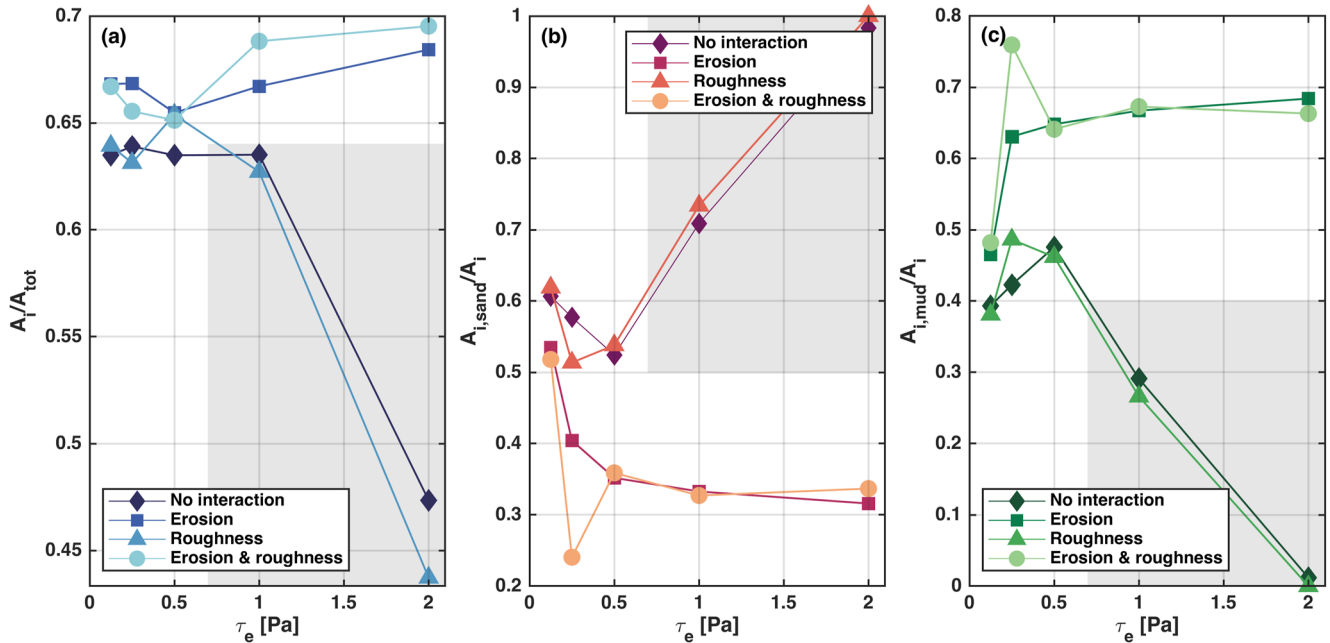 (a)
0.7
0.65
0.6
0.55
0.5
0.45
A_i/A_tot
No interaction
Erosion
Roughness
Erosion & roughness
0 0.5 1 1.5 2
τ_e [Pa]
(b)
1
0.9
0.8
0.7
0.6
0.5
0.4
0.3
0.2
A_i,sand/A_i
No interaction
Erosion
Roughness
Erosion & roughness
0 0.5 1 1.5 2
τ_e [Pa]
(c)
0.8
0.7
0.6
0.5
0.4
0.3
0.2
0.1
0
A_i,mud/A_i
No interaction
Erosion
Roughness
Erosion & roughness
0 0.5 1 1.5 2
τ_e [Pa]